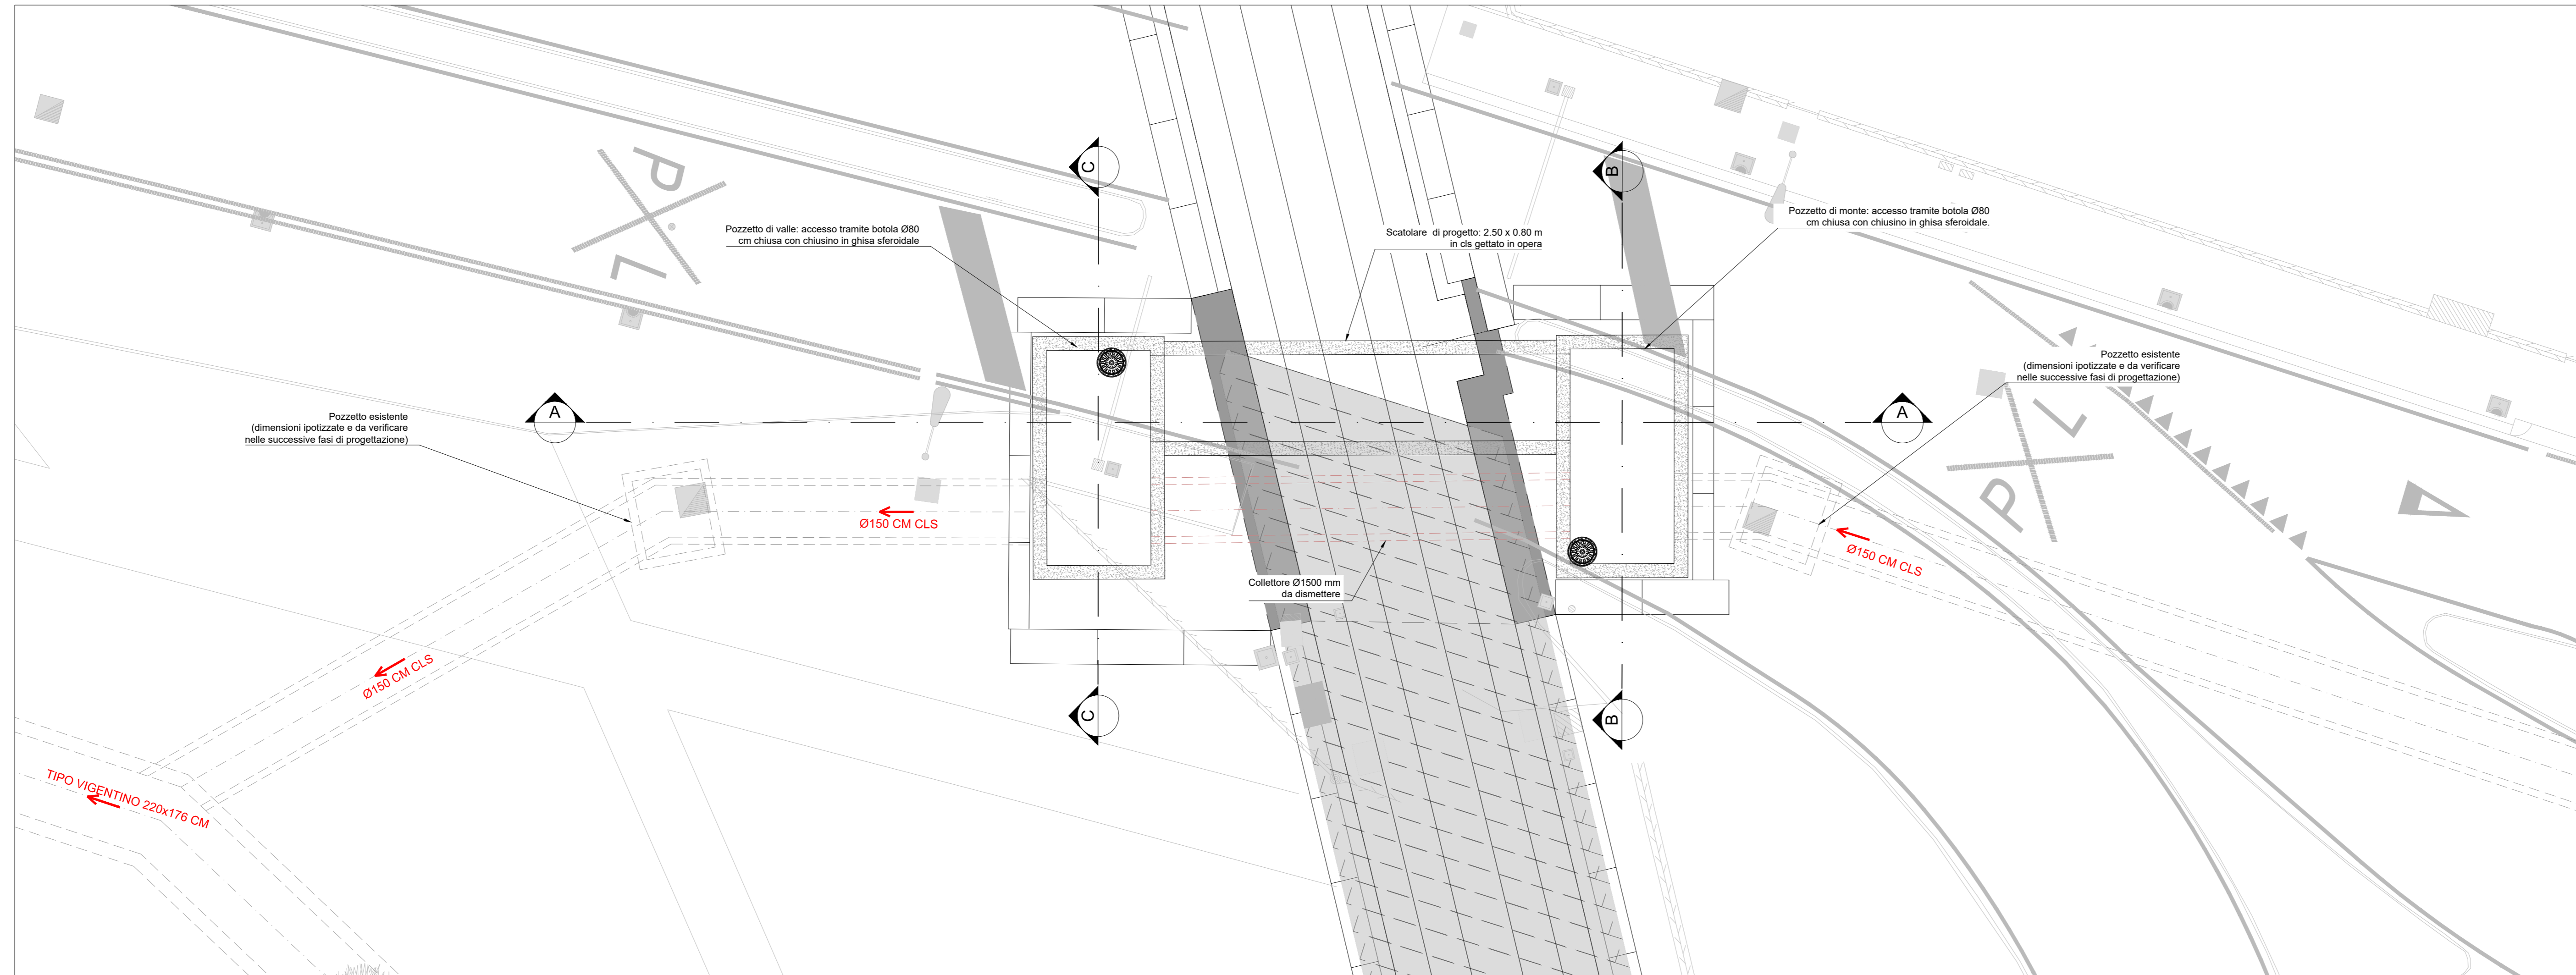 P
L
C
B
Pozzetto di valle: accesso tramite botola Ø80
cm chiusa con chiusino in ghisa sferoidale
Scatolare di progetto: 2.50 x 0.80 m
in cls gettato in opera
Pozzetto di monte: accesso tramite botola Ø80
cm chiusa con chiusino in ghisa sferoidale.
Pozzetto esistente
(dimensioni ipotizzate e da verificare
nelle successive fasi di progettazione)
A
Pozzetto esistente
(dimensioni ipotizzate e da verificare
nelle successive fasi di progettazione)
A
L
P
Ø150 CM CLS
Ø150 CM CLS
Collettore Ø1500 mm
da dismettere
Ø150 CM CLS
C
B
TIPO VIGENTINO 220x176 CM